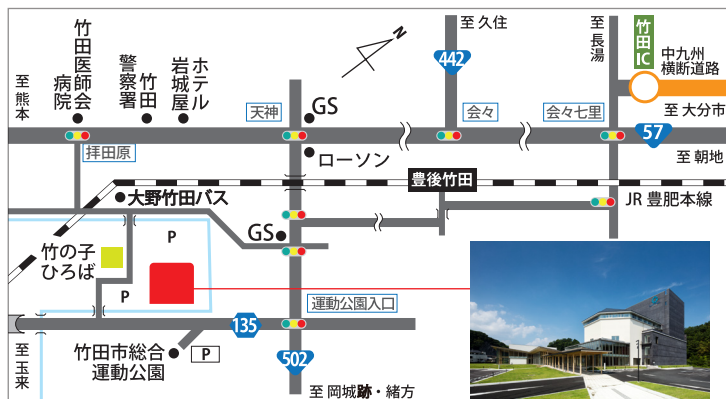 至熊本
竹田医師会
病院
竹田
警察署
ホテル
岩城屋
天神
GS
N
至 久住
442
会々
至長湯
会々七里
竹田
IC
中九州
横断道路
至 大分市
57
至 朝地
拝田原
ローソン
豊後竹田
JR 豊肥本線
大野竹田バス
P
GS
竹の子
ひろば
P
運動公園入口
135
竹田市総合
運動公園
P
502
至玉来
至 岡城跡・緒方